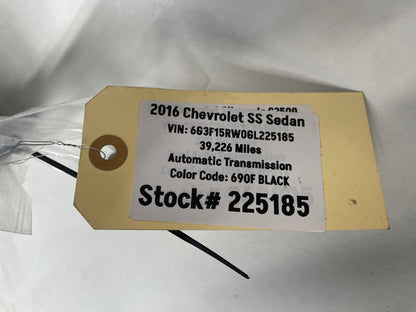 2016 Chevrolet SS Sedan
VIN: 6G3F15RW0GL225185
39,226 Miles
Automatic Transmission
Color Code: 690F BLACK
Stock# 225185